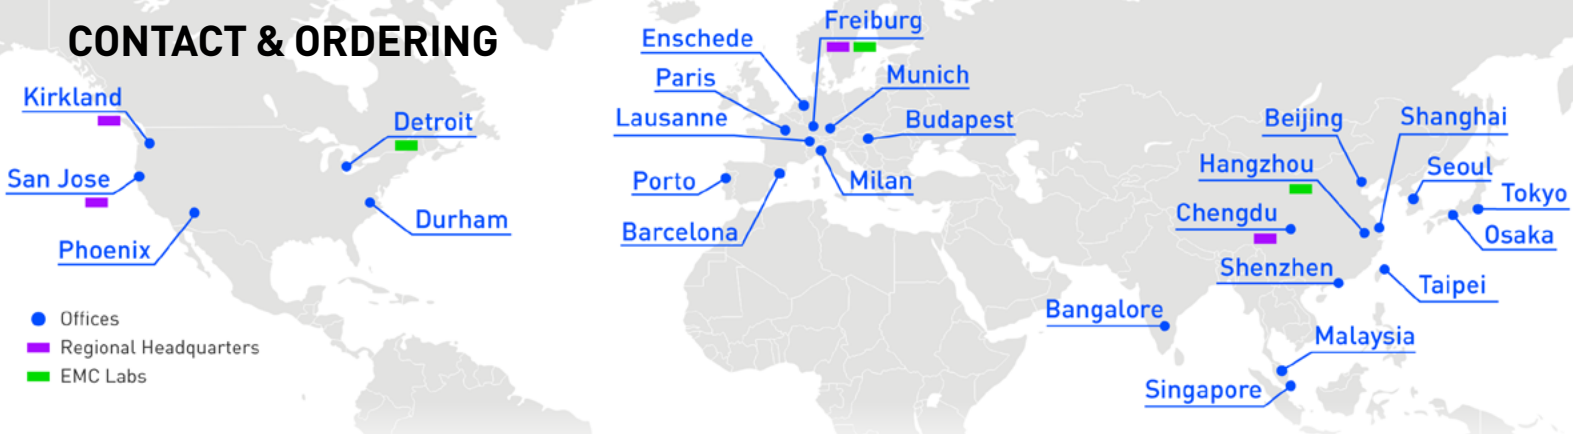 CONTACT & ORDERING
Kirkland
San Jose
Phoenix
Detroit
Durham
Offices
Regional Headquarters
EMC Labs
Freiburg
Enschede
Paris
Munich
Lausanne
Budapest
Porto
Milan
Barcelona
Beijing
Shanghai
Hangzhou
Seoul
Tokyo
Chengdu
Osaka
Shenzhen
Taipei
Bangalore
Malaysia
Singapore